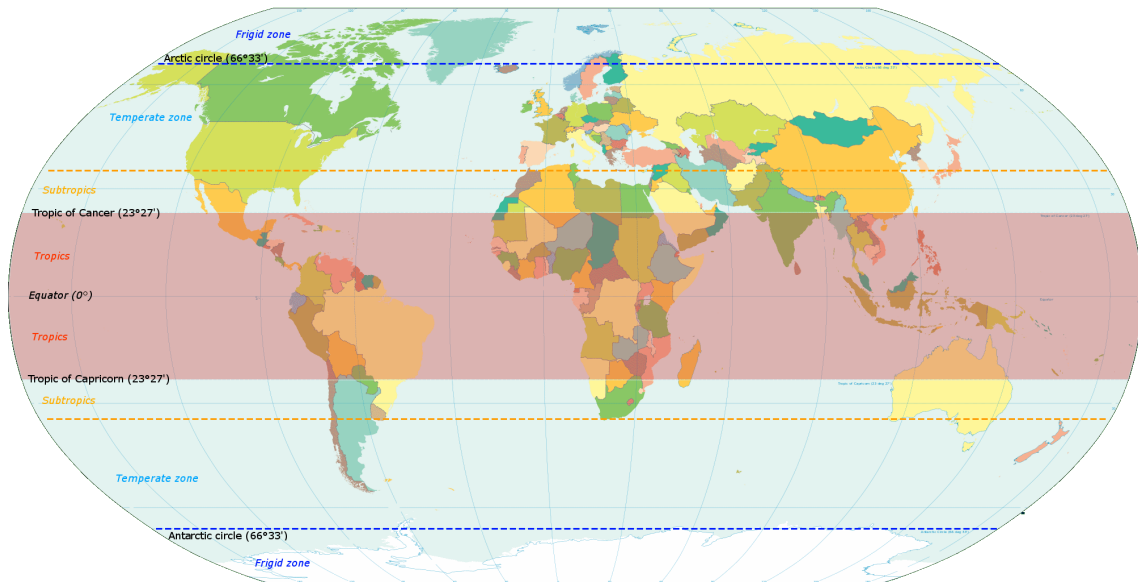 Frigid zone
Arctic circle (66°33')
Temperate zone
Subtropics
Tropic of Cancer (23°27')
Tropics
Equator (0°)
Equator
Tropics
Tropic of Capricorn (23°27')
Subtropics
Temperate zone
Antarctic circle (66°33')
Frigid zone